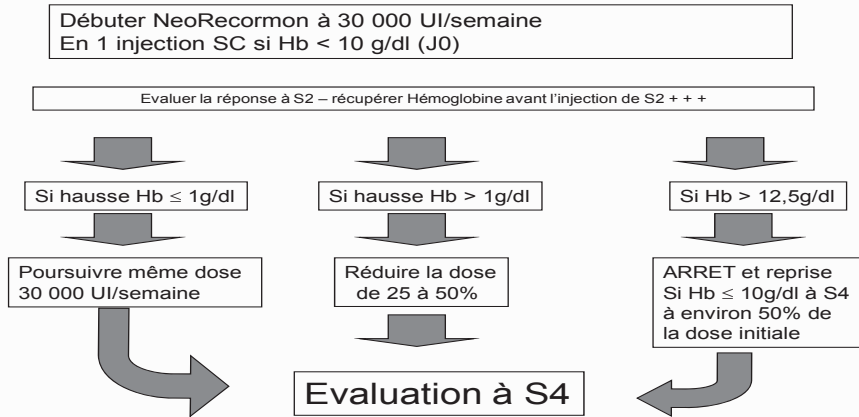 Débuter NeoRecormon à 30 000 UI/semaine
En 1 injection SC si Hb < 10 g/dl (J0)
Evaluer la réponse à S2 – récupérer Hémoglobine avant l'injection de S2 + + +
Si hausse Hb ≤ 1g/dl
Si hausse Hb > 1g/dl
Si Hb > 12,5g/dl
Poursuivre même dose
30 000 UI/semaine
Réduire la dose
de 25 à 50%
ARRET et reprise
Si Hb ≤ 10g/dl à S4
à environ 50% de
la dose initiale
Evaluation à S4